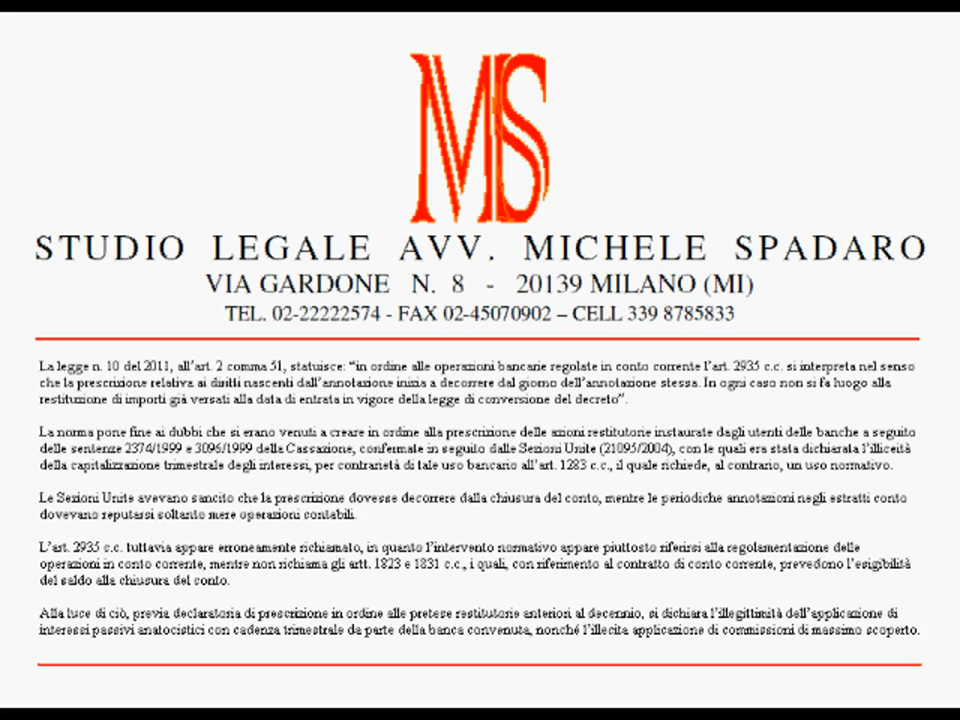 MS
STUDIO LEGALE AVV. MICHELE SPADARO
VIA GARDONE N. 8 - 20139 MILANO (MI)
TEL. 02-22222574 - FAX 02-45070902 – CELL 339 8785833
La legge n. 10 del 2011, all'art. 2 comma 51, statuisce: “in ordine alle operazioni bancarie regolate in conto corrente l'art. 2935 c.c. si interpreta nel senso
che la prescrizione relativa ai diritti nascenti dall'annotazione inizia a decorrere dal giorno dell'annotazione stessa. In ogni caso non si fa luogo alla
restituzione di importi già versati alla data di entrata in vigore della legge di conversione del decreto”.
La norma pone fine ai dubbi che si erano venuti a creare in ordine alla prescrizione delle azioni restitutorie instaurate dagli utenti delle banche a seguito
delle sentenze 2374/1999 e 3096/1999 della Cassazione, confermate in seguito dalle Sezioni Unite (21095/2004), con le quali era stata dichiarata l'illiceità
della capitalizzazione trimestrale degli interessi, per contrarietà di tale uso bancario all'art. 1283 c.c., il quale richiede, al contrario, un uso normativo.
Le Sezioni Unite avevano sancito che la prescrizione dovesse decorrere dalla chiusura del conto, mentre le periodiche annotazioni negli estratti conto
dovevano reputarsi soltanto mere operazioni contabili.
L'art. 2935 c.c. tuttavia appare erroneamente richiamato, in quanto l'intervento normativo appare piuttosto riferirsi alla regolamentazione delle
operazioni in conto corrente, mentre non richiama gli artt. 1823 e 1831 c.c., i quali, con riferimento al contratto di conto corrente, prevedono l'esigibilità
del saldo alla chiusura del conto.
Alla luce di ciò, previa declaratoria di prescrizione in ordine alle pretese restitutorie anteriori al decennio, si dichiara l'illegittimità dell'applicazione di
interessi passivi anatocistici con cadenza trimestrale da parte della banca convenuta, nonché l'illecita applicazione di commissioni di massimo scoperto.